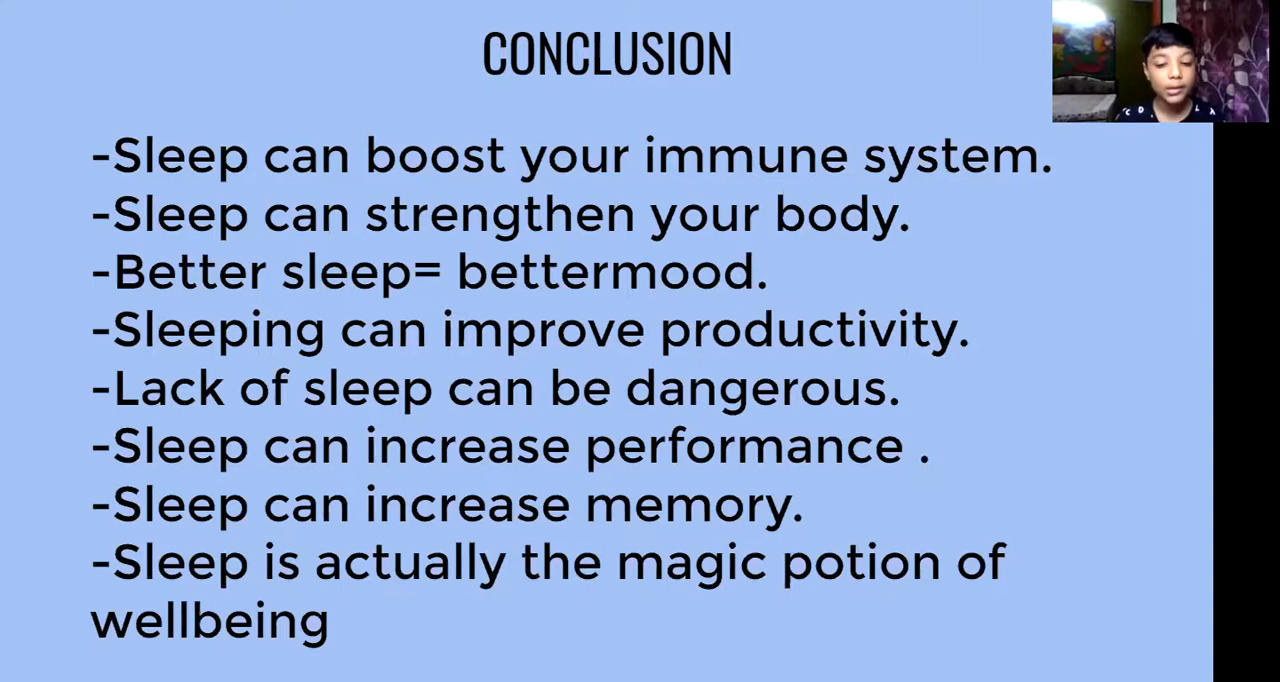 CONCLUSION
-Sleep can boost your immune system.
-Sleep can strengthen your body.
-Better sleep= bettermood.
-Sleeping can improve productivity.
-Lack of sleep can be dangerous.
-Sleep can increase performance .
-Sleep can increase memory.
-Sleep is actually the magic potion of
wellbeing